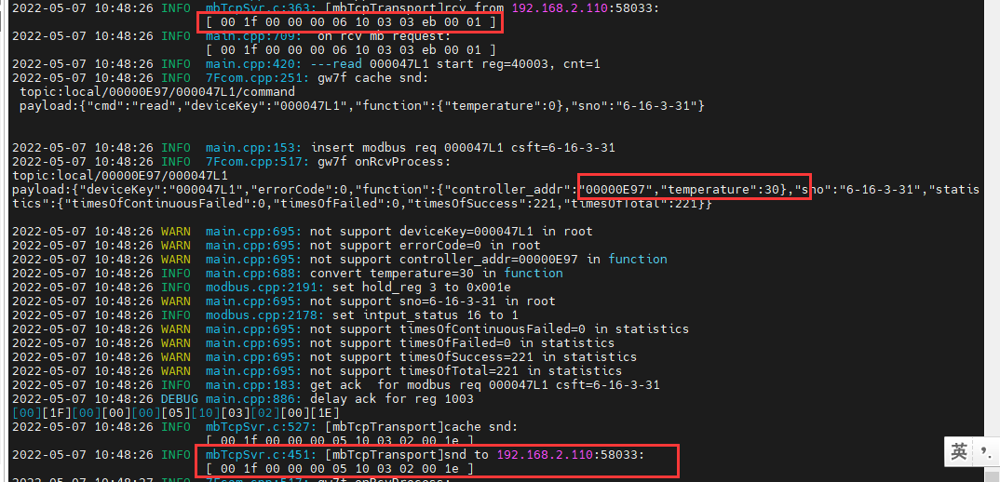 2022-05-07 10:48:26 INFO  mbTcpSvr.c:363: [mbTcpTransport]rcv from 192.168.2.110:58033:
[ 00 1f 00 00 00 06 10 03 03 eb 00 01 ]
2022-05-07 10:48:26 INFO  main.cpp:709:  on rcv mb request:
[ 00 1f 00 00 00 06 10 03 03 eb 00 01 ]
2022-05-07 10:48:26 INFO  main.cpp:420: ---read 000047L1 start reg=40003, cnt=1
2022-05-07 10:48:26 INFO  7Fcom.cpp:251: gw7f cache snd:
topic:local/00000E97/000047L1/command
payload:{"cmd":"read","deviceKey":"000047L1","function":{"temperature":0},"sno":"6-16-3-31"}
2022-05-07 10:48:26 INFO  main.cpp:153: insert modbus req 000047L1 csft=6-16-3-31
2022-05-07 10:48:26 INFO  7Fcom.cpp:517: gw7f onRcvProcess:
topic:local/00000E97/000047L1
payload:{"deviceKey":"000047L1","errorCode":0,"function":{"controller_addr":"00000E97","temperature":30},"sno":"6-16-3-31","statis
tics":{"timesOfContinuousFailed":0,"timesOfFailed":0,"timesOfSuccess":221,"timesOfTotal":221}}
2022-05-07 10:48:26 WARN  main.cpp:695: not support deviceKey=000047L1 in root
2022-05-07 10:48:26 WARN  main.cpp:695: not support errorCode=0 in root
2022-05-07 10:48:26 WARN  main.cpp:695: not support controller_addr=00000E97 in function
2022-05-07 10:48:26 INFO  main.cpp:688: convert temperature=30 in function
2022-05-07 10:48:26 INFO  modbus.cpp:2191: set hold_reg 3 to 0x001e
2022-05-07 10:48:26 WARN  main.cpp:695: not support sno=6-16-3-31 in root
2022-05-07 10:48:26 INFO  modbus.cpp:2178: set intput_status 16 to 1
2022-05-07 10:48:26 WARN  main.cpp:695: not support timesOfContinuousFailed=0 in statistics
2022-05-07 10:48:26 WARN  main.cpp:695: not support timesOfFailed=0 in statistics
2022-05-07 10:48:26 WARN  main.cpp:695: not support timesOfSuccess=221 in statistics
2022-05-07 10:48:26 WARN  main.cpp:695: not support timesOfTotal=221 in statistics
2022-05-07 10:48:26 INFO  main.cpp:183: get ack  for modbus req 000047L1 csft=6-16-3-31
2022-05-07 10:48:26 DEBUG main.cpp:886: delay ack for reg 1003
[00][1F][00][00][00][05][10][03][02][00][1E]
2022-05-07 10:48:26 INFO  mbTcpSvr.c:527: [mbTcpTransport]cache snd:
[ 00 1f 00 00 00 05 10 03 02 00 1e ]
2022-05-07 10:48:26 INFO  mbTcpSvr.c:451: [mbTcpTransport]snd to 192.168.2.110:58033:
[ 00 1f 00 00 00 05 10 03 02 00 1e ]
2022-05-07 10:48:27 INFO  7Fcom.cpp:517: gw7f onRcvProcess:
英